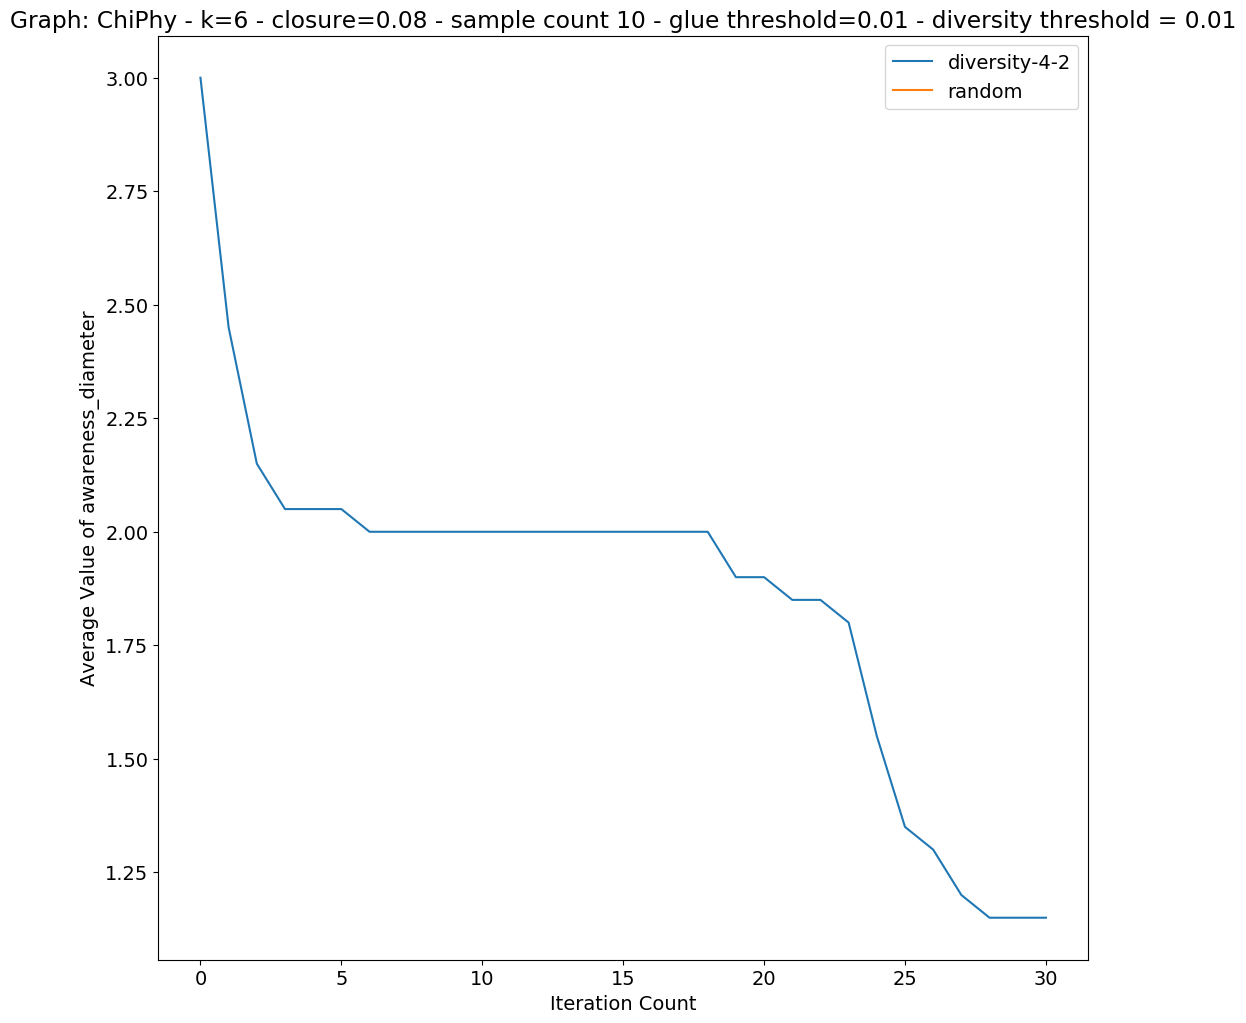 Graph: ChiPhy - k=6 - closure=0.08 - sample count 10 - glue threshold=0.01 - diversity threshold = 0.01
diversity-4-2
random
Average Value of awareness_diameter
3.00
2.75
2.50
2.25
2.00
1.75
1.50
1.25
0 5 10 15 20 25 30
Iteration Count